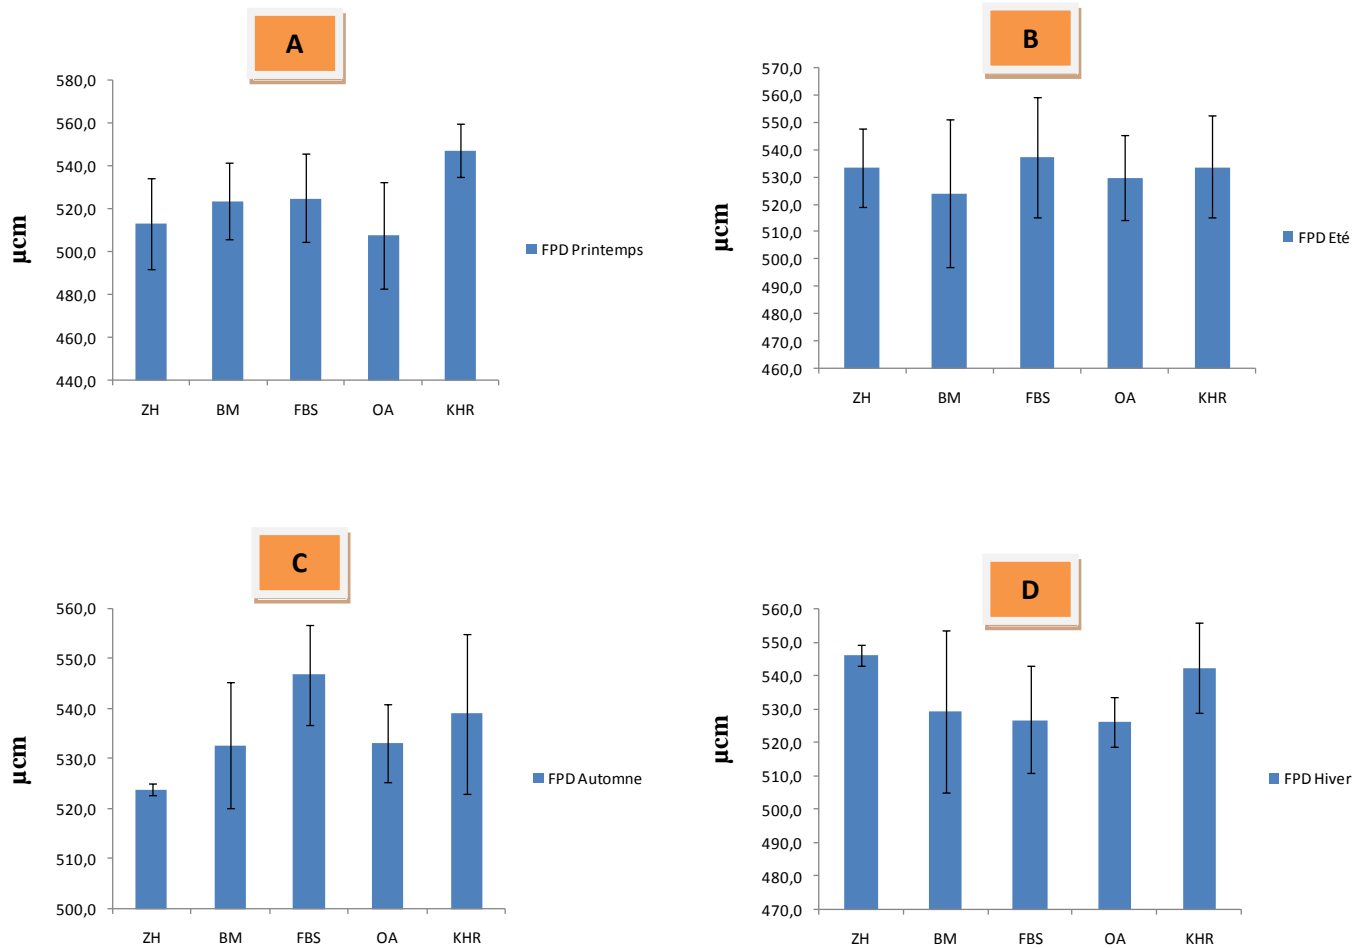 A
580,0
560,0
540,0
520,0
500,0
480,0
460,0
440,0
µcm
ZH BM FBS OA KHR
FPD Printemps
B
570,0
560,0
550,0
540,0
530,0
520,0
510,0
500,0
490,0
480,0
470,0
460,0
µcm
ZH BM FBS OA KHR
FPD Eté
C
560,0
550,0
540,0
530,0
520,0
510,0
500,0
µcm
ZH BM FBS OA KHR
FPD Automne
D
560,0
550,0
540,0
530,0
520,0
510,0
500,0
490,0
480,0
470,0
µcm
ZH BM FBS OA KHR
FPD Hiver